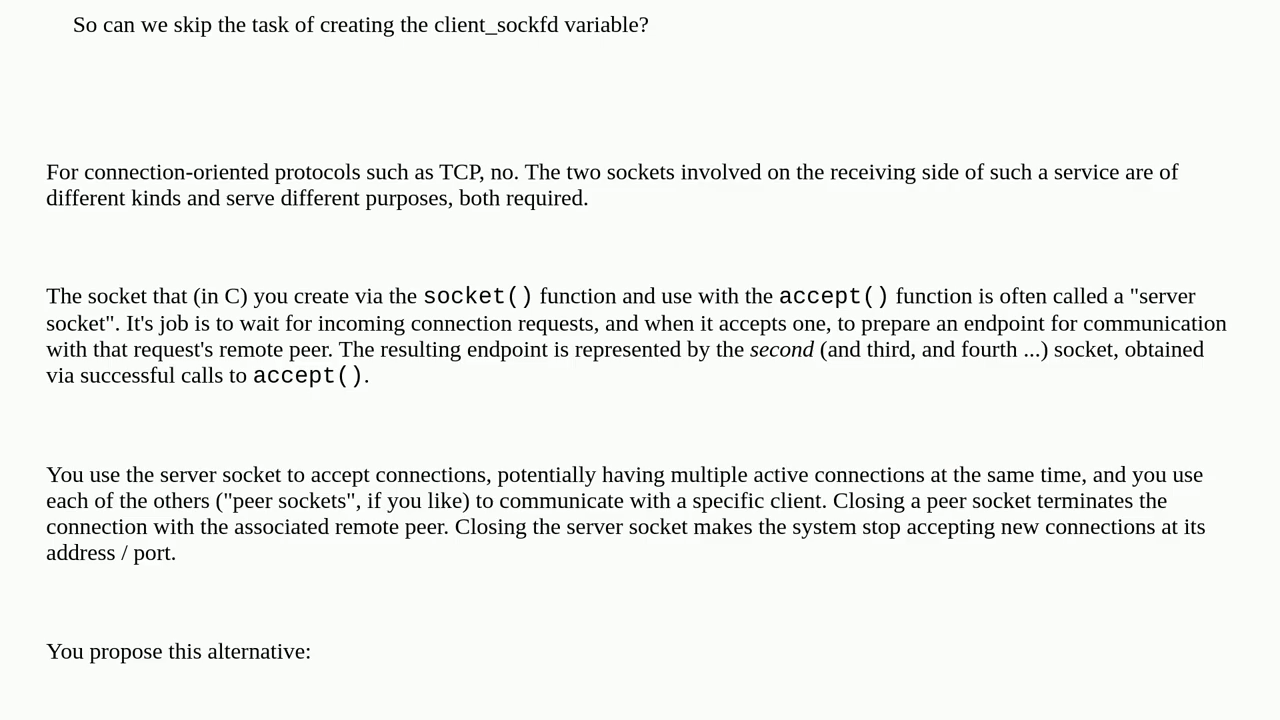 So can we skip the task of creating the client_sockfd variable?
For connection-oriented protocols such as TCP, no. The two sockets involved on the receiving side of such a service are of
different kinds and serve different purposes, both required.
The socket that (in C) you create via the socket() function and use with the accept() function is often called a "server
socket". It's job is to wait for incoming connection requests, and when it accepts one, to prepare an endpoint for communication
with that request's remote peer. The resulting endpoint is represented by the second (and third, and fourth ...) socket, obtained
via successful calls to accept().
You use the server socket to accept connections, potentially having multiple active connections at the same time, and you use
each of the others ("peer sockets", if you like) to communicate with a specific client. Closing a peer socket terminates the
connection with the associated remote peer. Closing the server socket makes the system stop accepting new connections at its
address / port.
You propose this alternative: